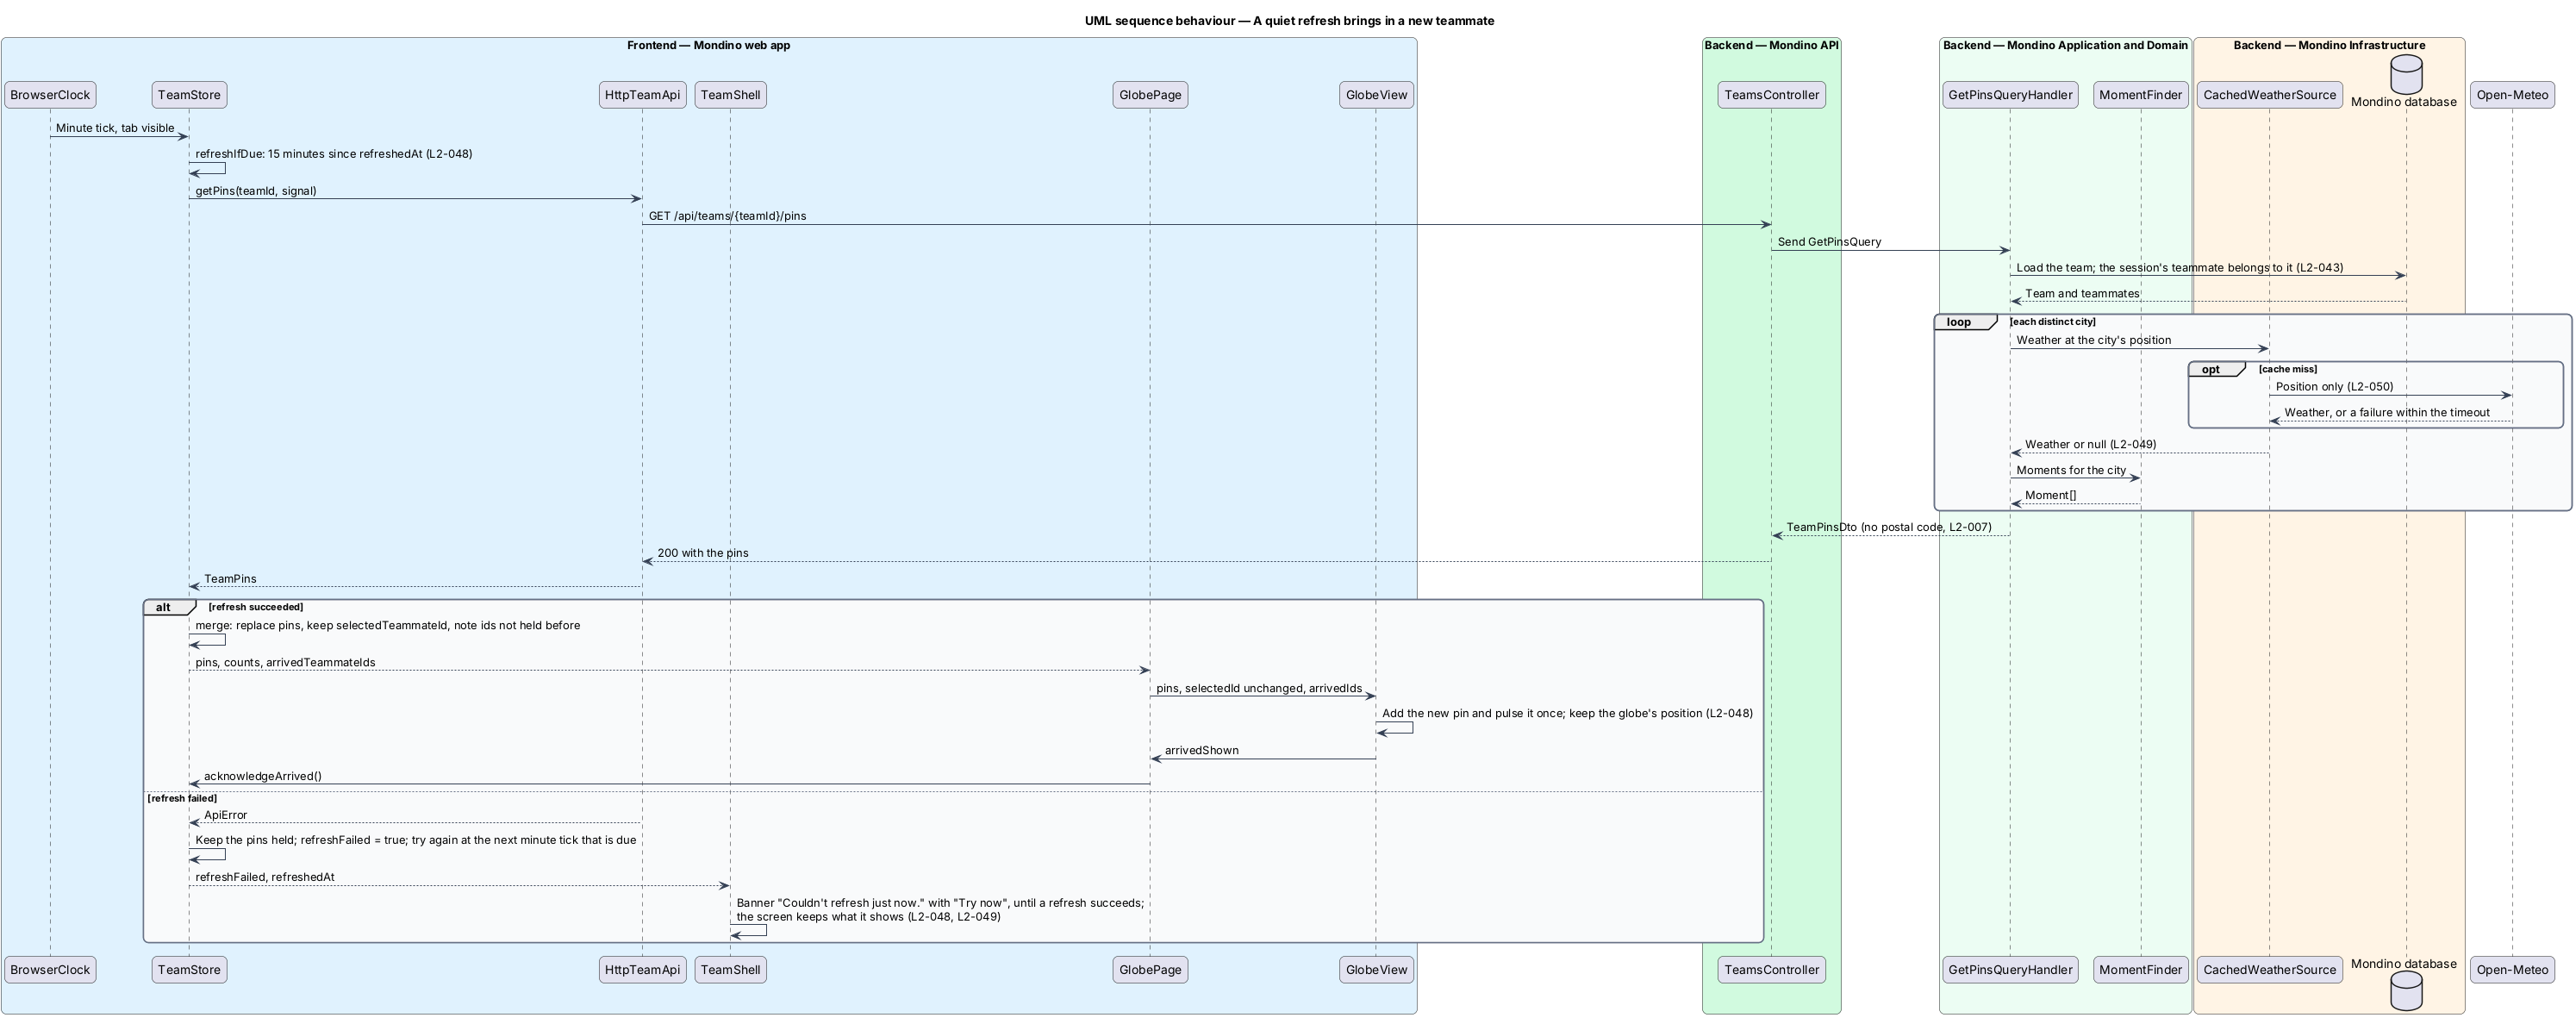 UML sequence behaviour — A quiet refresh brings in a new teammate
Frontend — Mondino web app
Backend — Mondino API
Backend — Mondino Application and Domain
Backend — Mondino Infrastructure
BrowserClock
TeamStore
HttpTeamApi
TeamShell
GlobePage
GlobeView
TeamsController
GetPinsQueryHandler
MomentFinder
CachedWeatherSource
Mondino database
Open-Meteo
Minute tick, tab visible
refreshIfDue: 15 minutes since refreshedAt (L2-048)
getPins(teamId, signal)
GET /api/teams/{teamId}/pins
Send GetPinsQuery
Load the team; the session's teammate belongs to it (L2-043)
Team and teammates
loop
[each distinct city]
Weather at the city's position
opt
[cache miss]
Position only (L2-050)
Weather, or a failure within the timeout
Weather or null (L2-049)
Moments for the city
Moment[]
TeamPinsDto (no postal code, L2-007)
200 with the pins
TeamPins
alt
[refresh succeeded]
merge: replace pins, keep selectedTeammateId, note ids not held before
pins, counts, arrivedTeammateIds
pins, selectedId unchanged, arrivedIds
Add the new pin and pulse it once; keep the globe's position (L2-048)
arrivedShown
acknowledgeArrived()
[refresh failed]
ApiError
Keep the pins held; refreshFailed = true; try again at the next minute tick that is due
refreshFailed, refreshedAt
Banner "Couldn't refresh just now." with "Try now", until a refresh succeeds;
the screen keeps what it shows (L2-048, L2-049)
BrowserClock
TeamStore
HttpTeamApi
TeamShell
GlobePage
GlobeView
TeamsController
GetPinsQueryHandler
MomentFinder
CachedWeatherSource
Mondino database
Open-Meteo